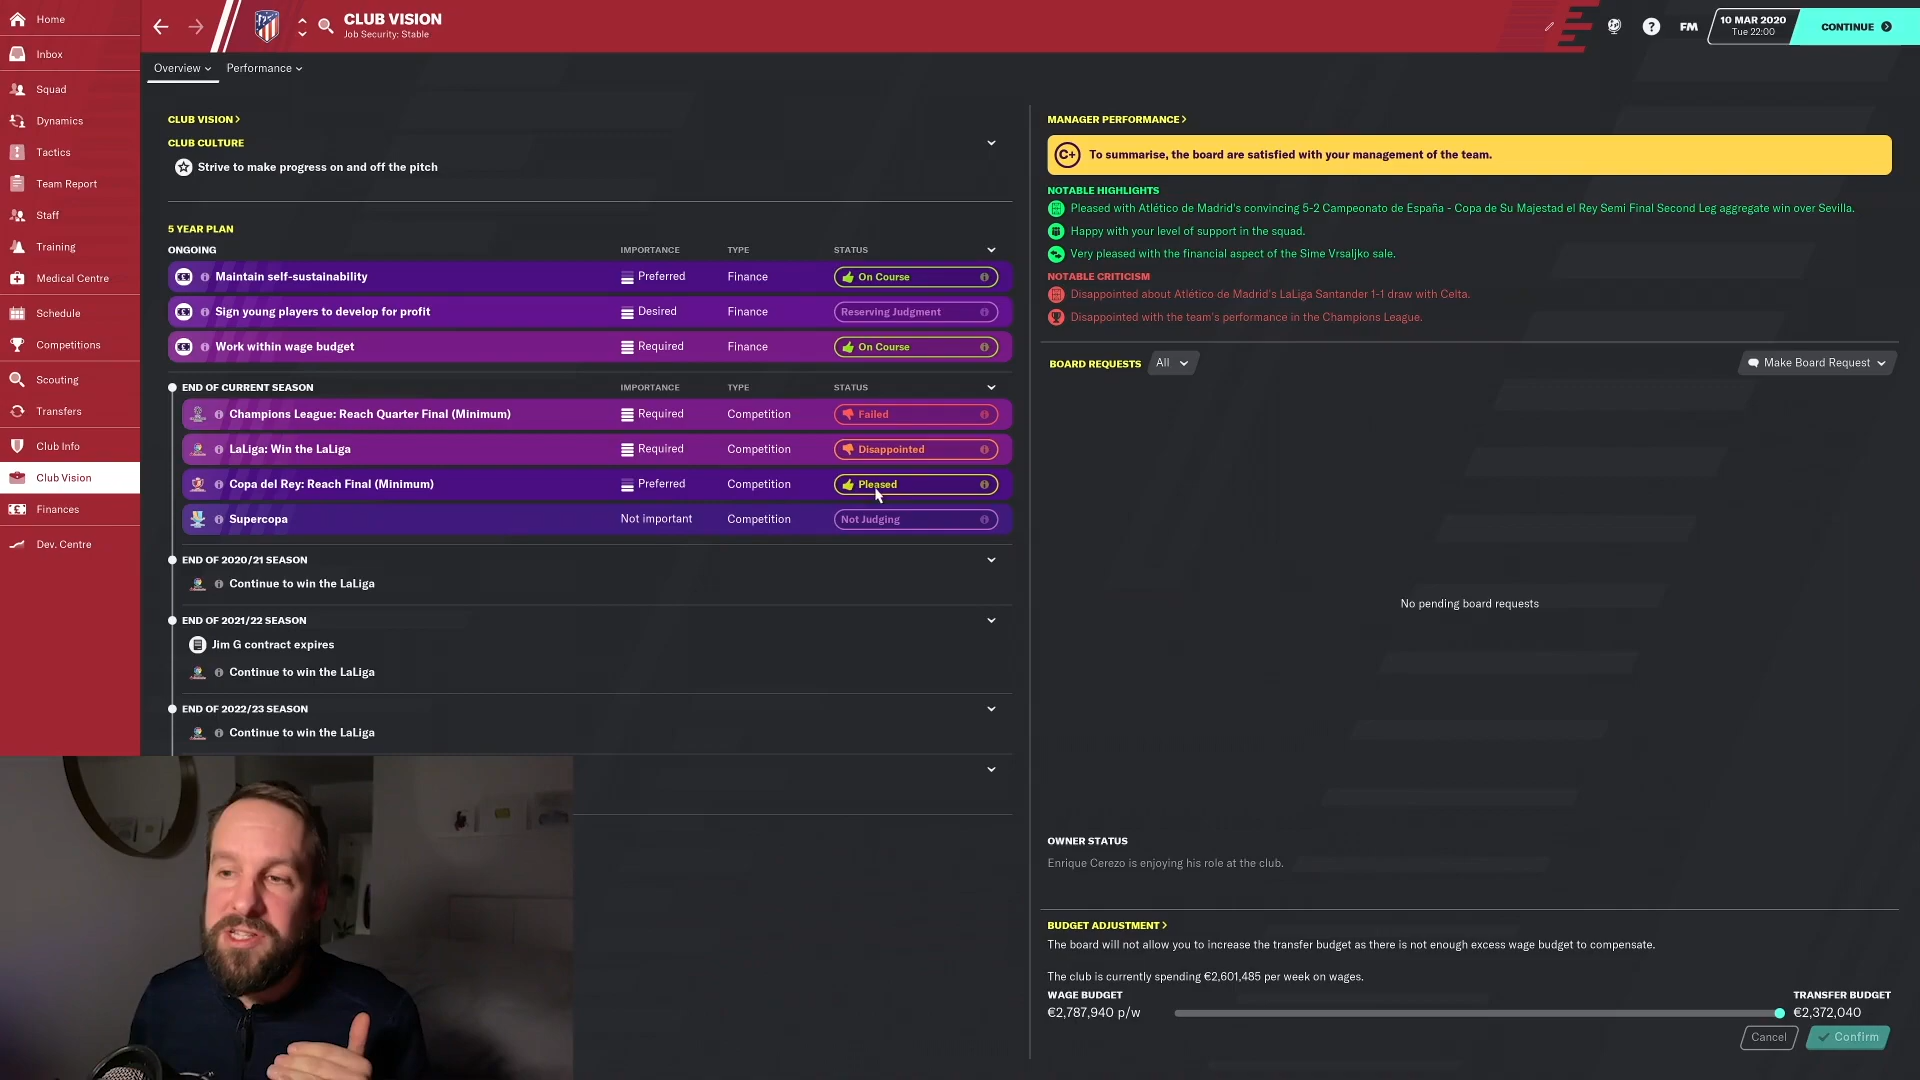 Home
Inbox
Squad
Dynamics
Tactics
Team Report
Staff
Training
Medical Centre
Schedule
Competitions
Scouting
Transfers
Club Info
Club Vision
Finances
Dev. Centre
CLUB VISION
Job Security: Stable
FM
10 MAR 2020
Tue 22:00
CONTINUE
Overview
Performance
CLUB VISION >
CLUB CULTURE
Strive to make progress on and off the pitch
5 YEAR PLAN
ONGOING IMPORTANCE TYPE STATUS
Maintain self-sustainability Preferred Finance On Course
Sign young players to develop for profit Desired Finance Reserving Judgment
Work within wage budget Required Finance On Course
END OF CURRENT SEASON IMPORTANCE TYPE STATUS
Champions League: Reach Quarter Final (Minimum) Required Competition Failed
LaLiga: Win the LaLiga Required Competition Disappointed
Copa del Rey: Reach Final (Minimum) Preferred Competition Pleased
Supercopa Not important Competition Not Judging
END OF 2020/21 SEASON
Continue to win the LaLiga
END OF 2021/22 SEASON
Jim G contract expires
Continue to win the LaLiga
END OF 2022/23 SEASON
Continue to win the LaLiga
MANAGER PERFORMANCE >
C+ To summarise, the board are satisfied with your management of the team.
NOTABLE HIGHLIGHTS
Pleased with Atlético de Madrid's convincing 5-2 Campeonato de España - Copa de Su Majestad el Rey Semi Final Second Leg aggregate win over Sevilla.
Happy with your level of support in the squad.
Very pleased with the financial aspect of the Sime Vrsaljko sale.
NOTABLE CRITICISM
Disappointed about Atlético de Madrid's LaLiga Santander 1-1 draw with Celta.
Disappointed with the team's performance in the Champions League.
BOARD REQUESTS All Make Board Request
No pending board requests
OWNER STATUS
Enrique Cerezo is enjoying his role at the club.
BUDGET ADJUSTMENT >
The board will not allow you to increase the transfer budget as there is not enough excess wage budget to compensate.
The club is currently spending €2,601,485 per week on wages.
WAGE BUDGET TRANSFER BUDGET
€2,787,940 p/w €2,372,040
Cancel Confirm